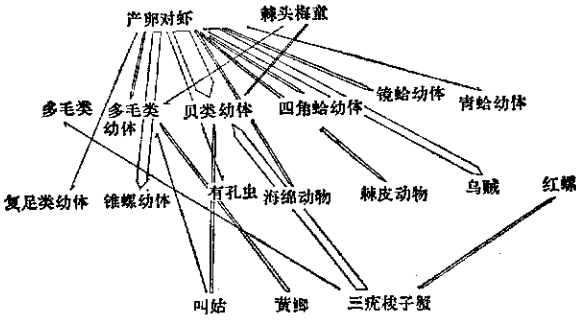 产卵对虾 棘头梅童
镜蛤幼体 青蛤幼体
多毛类 多毛类幼体 贝类幼体 四角蛤幼体
复足类幼体 锥螺幼体 有孔虫 海绵动物 棘皮动物 乌贼 红螺
叫姑 黄鲫 三疣梭子蟹